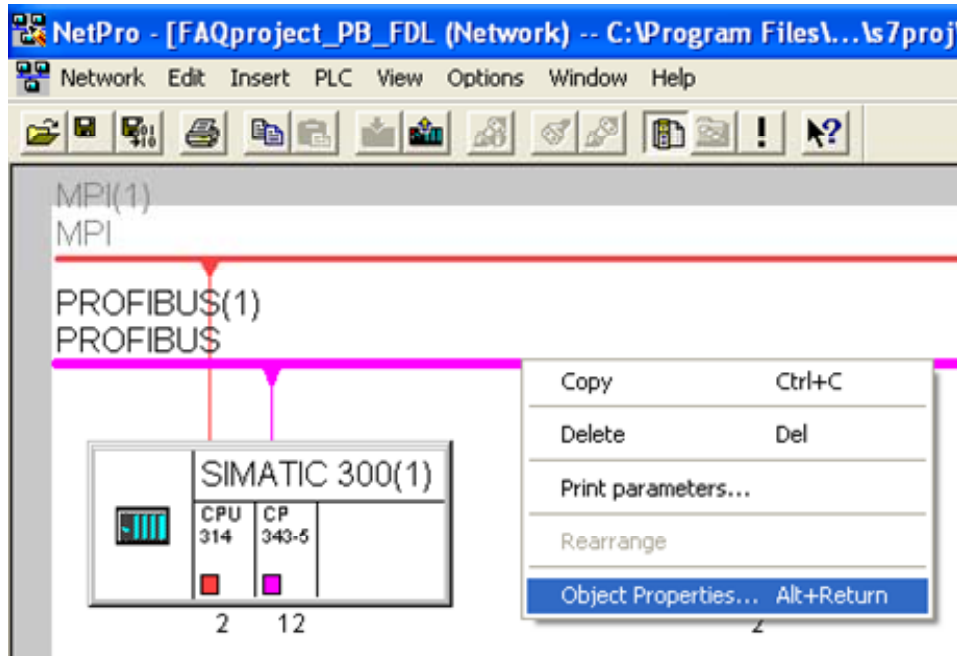 NetPro - [FAQproject_PB_FDL (Network) -- C:\Program Files\...\s7proj\
Network Edit Insert PLC View Options Window Help
MPI(1)
MPI
PROFIBUS(1)
PROFIBUS
Copy Ctrl+C
Delete Del
Print parameters...
Rearrange
Object Properties... Alt+Return
SIMATIC 300(1)
CPU CP
314 343-5
2 12
2